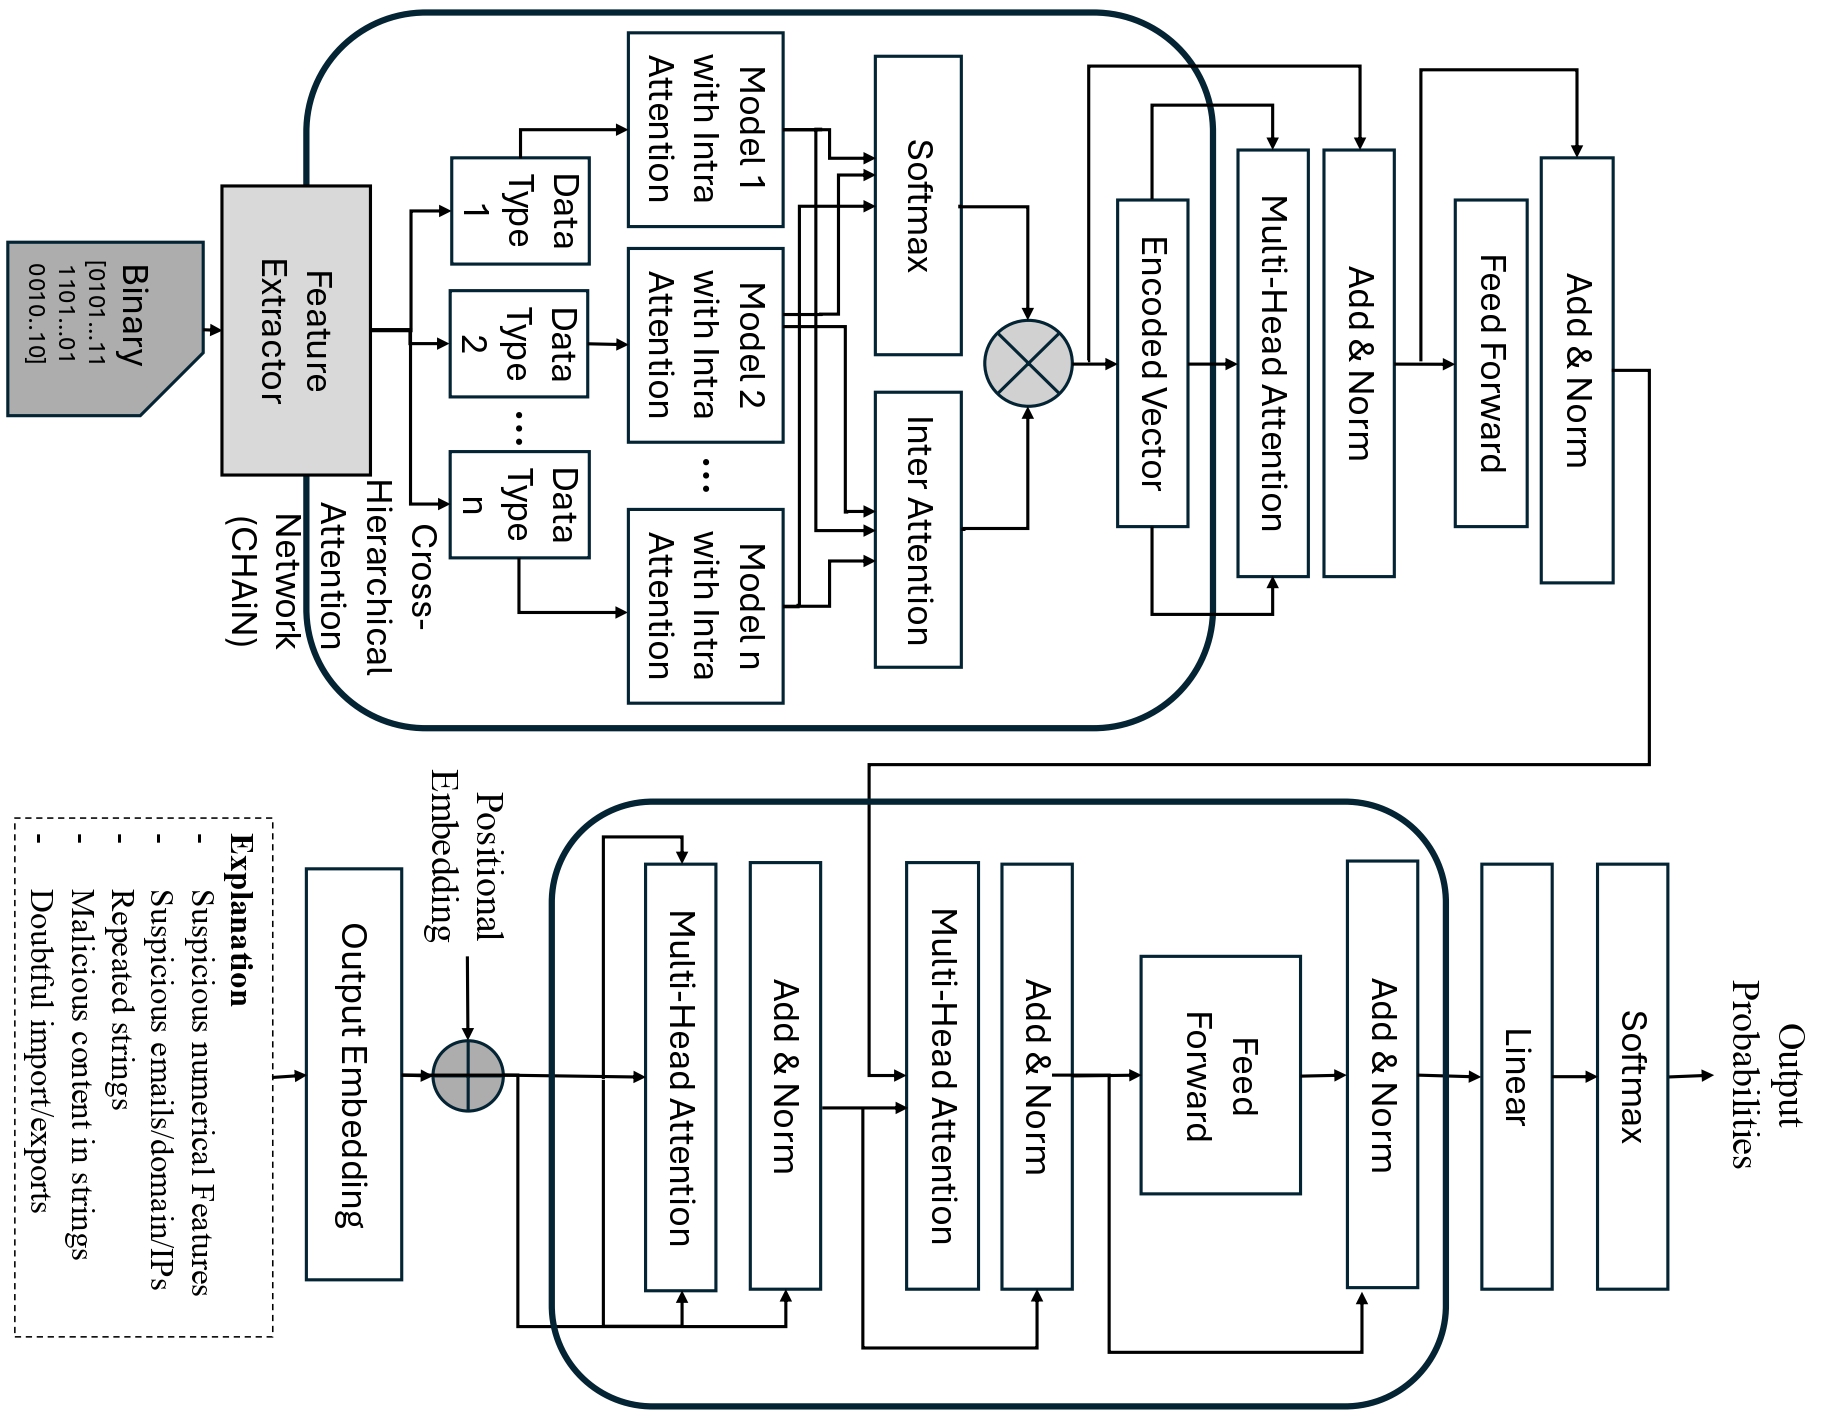 Binary
[0101...11
1101...01
0010..10]
Feature
Extractor
Cross-
Hierarchical
Attention
Network
(CHAiN)
Data
Type
1
Data
Type
2
...
Data
Type
n
Model 1
with Intra
Attention
Model 2
with Intra
Attention
...
Model n
with Intra
Attention
Softmax
Inter Attention
Encoded Vector
Multi-Head Attention
Add & Norm
Feed Forward
Add & Norm
Explanation
- Suspicious numerical Features
- Suspicious emails/domain/IPs
- Repeated strings
- Malicious content in strings
- Doubtful import/exports
Output Embedding
Positional
Embedding
Multi-Head Attention
Add & Norm
Multi-Head Attention
Add & Norm
Feed
Forward
Add & Norm
Linear
Softmax
Output
Probabilities